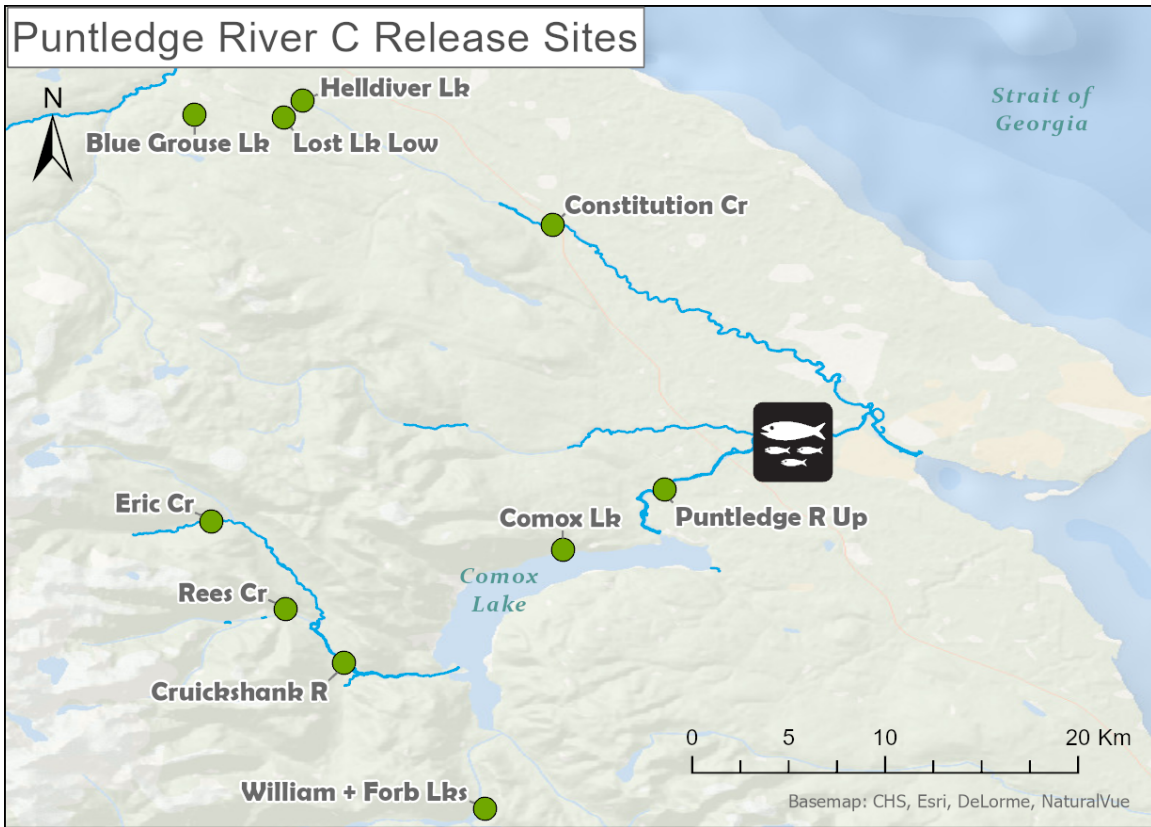 Puntledge River C Release Sites
N
Helldiver Lk
Blue Grouse Lk
Lost Lk Low
Strait of
Georgia
Constitution Cr
Eric Cr
Comox Lk
Puntledge R Up
Comox
Lake
Rees Cr
Cruickshank R
0 5 10 20 Km
William + Forb Lks
Basemap: CHS, Esri, DeLorme, NaturalVue